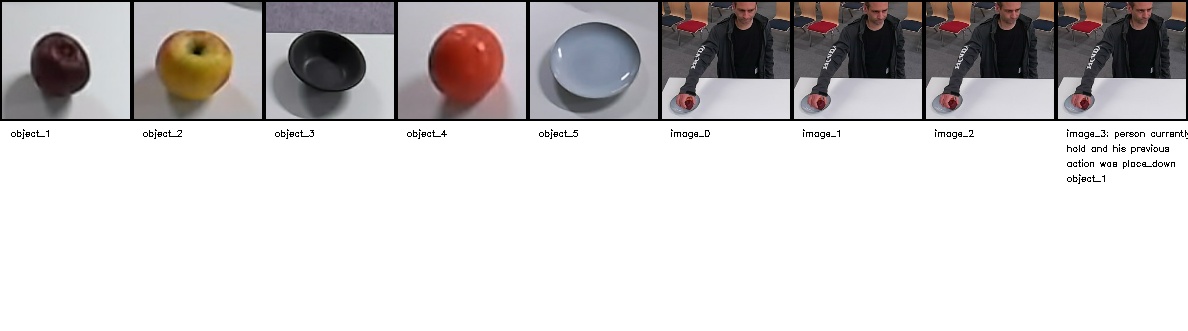 object_1
object_2
object_3
object_4
object_5
image_0
image_1
image_2
image_3: person currently
hold and his previous
action was place_down
object_1